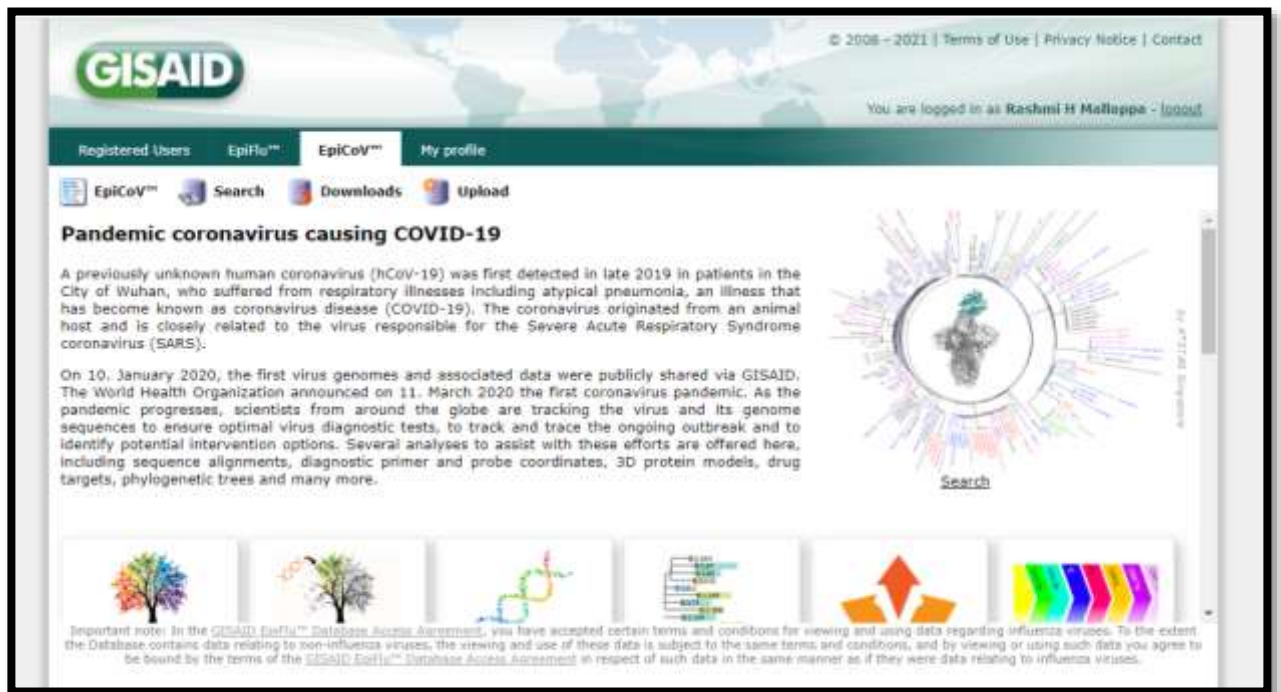 © 2008 - 2021 | Terms of Use | Privacy Notice | Contact
GISAID
You are logged in as Rashmi H Mallappa - logout
Registered Users EpiFlu™ EpiCoV™ My profile
EpiCoV™ Search Downloads Upload
Pandemic coronavirus causing COVID-19
A previously unknown human coronavirus (hCoV-19) was first detected in late 2019 in patients in the
City of Wuhan, who suffered from respiratory illnesses including atypical pneumonia, an illness that
has become known as coronavirus disease (COVID-19). The coronavirus originated from an animal
host and is closely related to the virus responsible for the Severe Acute Respiratory Syndrome
coronavirus (SARS).
On 10. January 2020, the first virus genomes and associated data were publicly shared via GISAID.
The World Health Organization announced on 11. March 2020 the first coronavirus pandemic. As the
pandemic progresses, scientists from around the globe are tracking the virus and its genome
sequences to ensure optimal virus diagnostic tests, to track and trace the ongoing outbreak and to
identify potential intervention options. Several analyses to assist with these efforts are offered here,
including sequence alignments, diagnostic primer and probe coordinates, 3D protein models, drug
targets, phylogenetic trees and many more.
Search
Important note: In the GISAID EpiFlu™ Database Access Agreement, you have accepted certain terms and conditions for viewing and using data regarding influenza viruses. To the extent
the Database contains data relating to non-influenza viruses, the viewing and use of these data is subject to the same terms and conditions, and by viewing or using such data you agree to
be bound by the terms of the GISAID EpiFlu™ Database Access Agreement in respect of such data in the same manner as if they were data relating to influenza viruses.